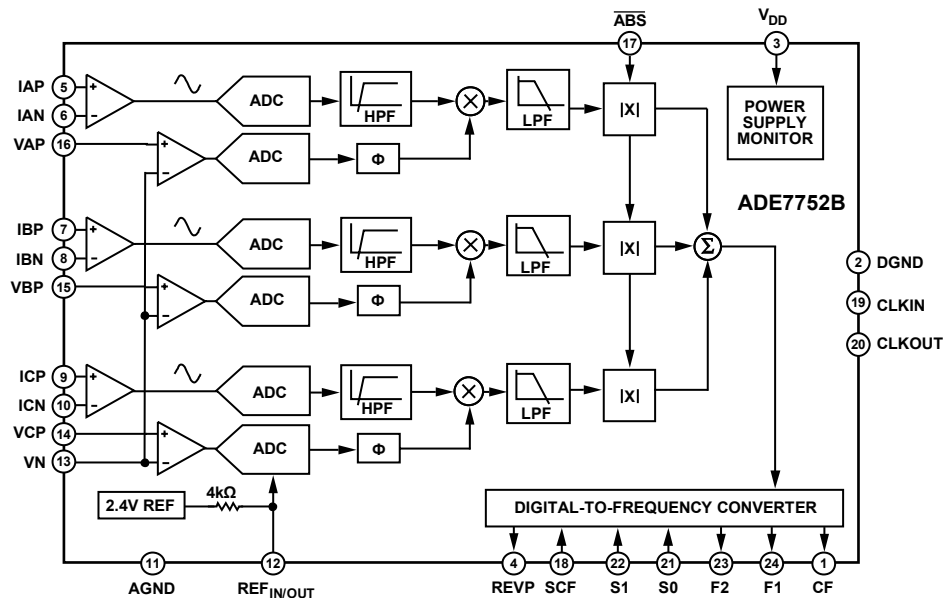 ABS
VDD
17
3
IAP 5 + ADC HPF × LPF |X| POWER SUPPLY MONITOR
IAN 6 −
VAP 16 + − ADC Φ
ADE7752B
IBP 7 + ADC HPF × LPF |X| Σ
IBN 8 −
VBP 15 + − ADC Φ
2 DGND
19 CLKIN
20 CLKOUT
ICP 9 + ADC HPF × LPF |X|
ICN 10 −
VCP 14 + ADC Φ
VN 13 −
2.4V REF 4kΩ
DIGITAL-TO-FREQUENCY CONVERTER
11 12 4 18 22 21 23 24 1
AGND REFIN/OUT REVP SCF S1 S0 F2 F1 CF